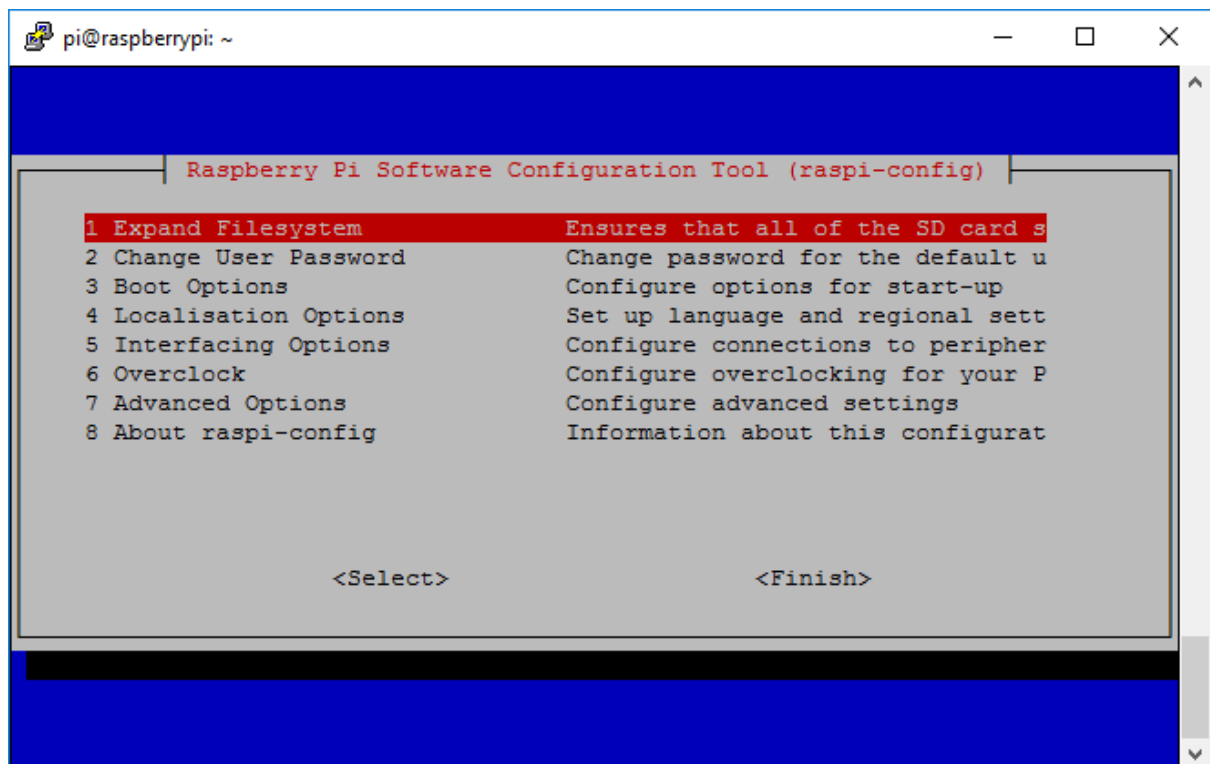 pi@raspberrypi: ~
Raspberry Pi Software Configuration Tool (raspi-config)
1 Expand Filesystem Ensures that all of the SD card s
2 Change User Password Change password for the default u
3 Boot Options Configure options for start-up
4 Localisation Options Set up language and regional sett
5 Interfacing Options Configure connections to peripher
6 Overclock Configure overclocking for your P
7 Advanced Options Configure advanced settings
8 About raspi-config Information about this configurat
<Select> <Finish>